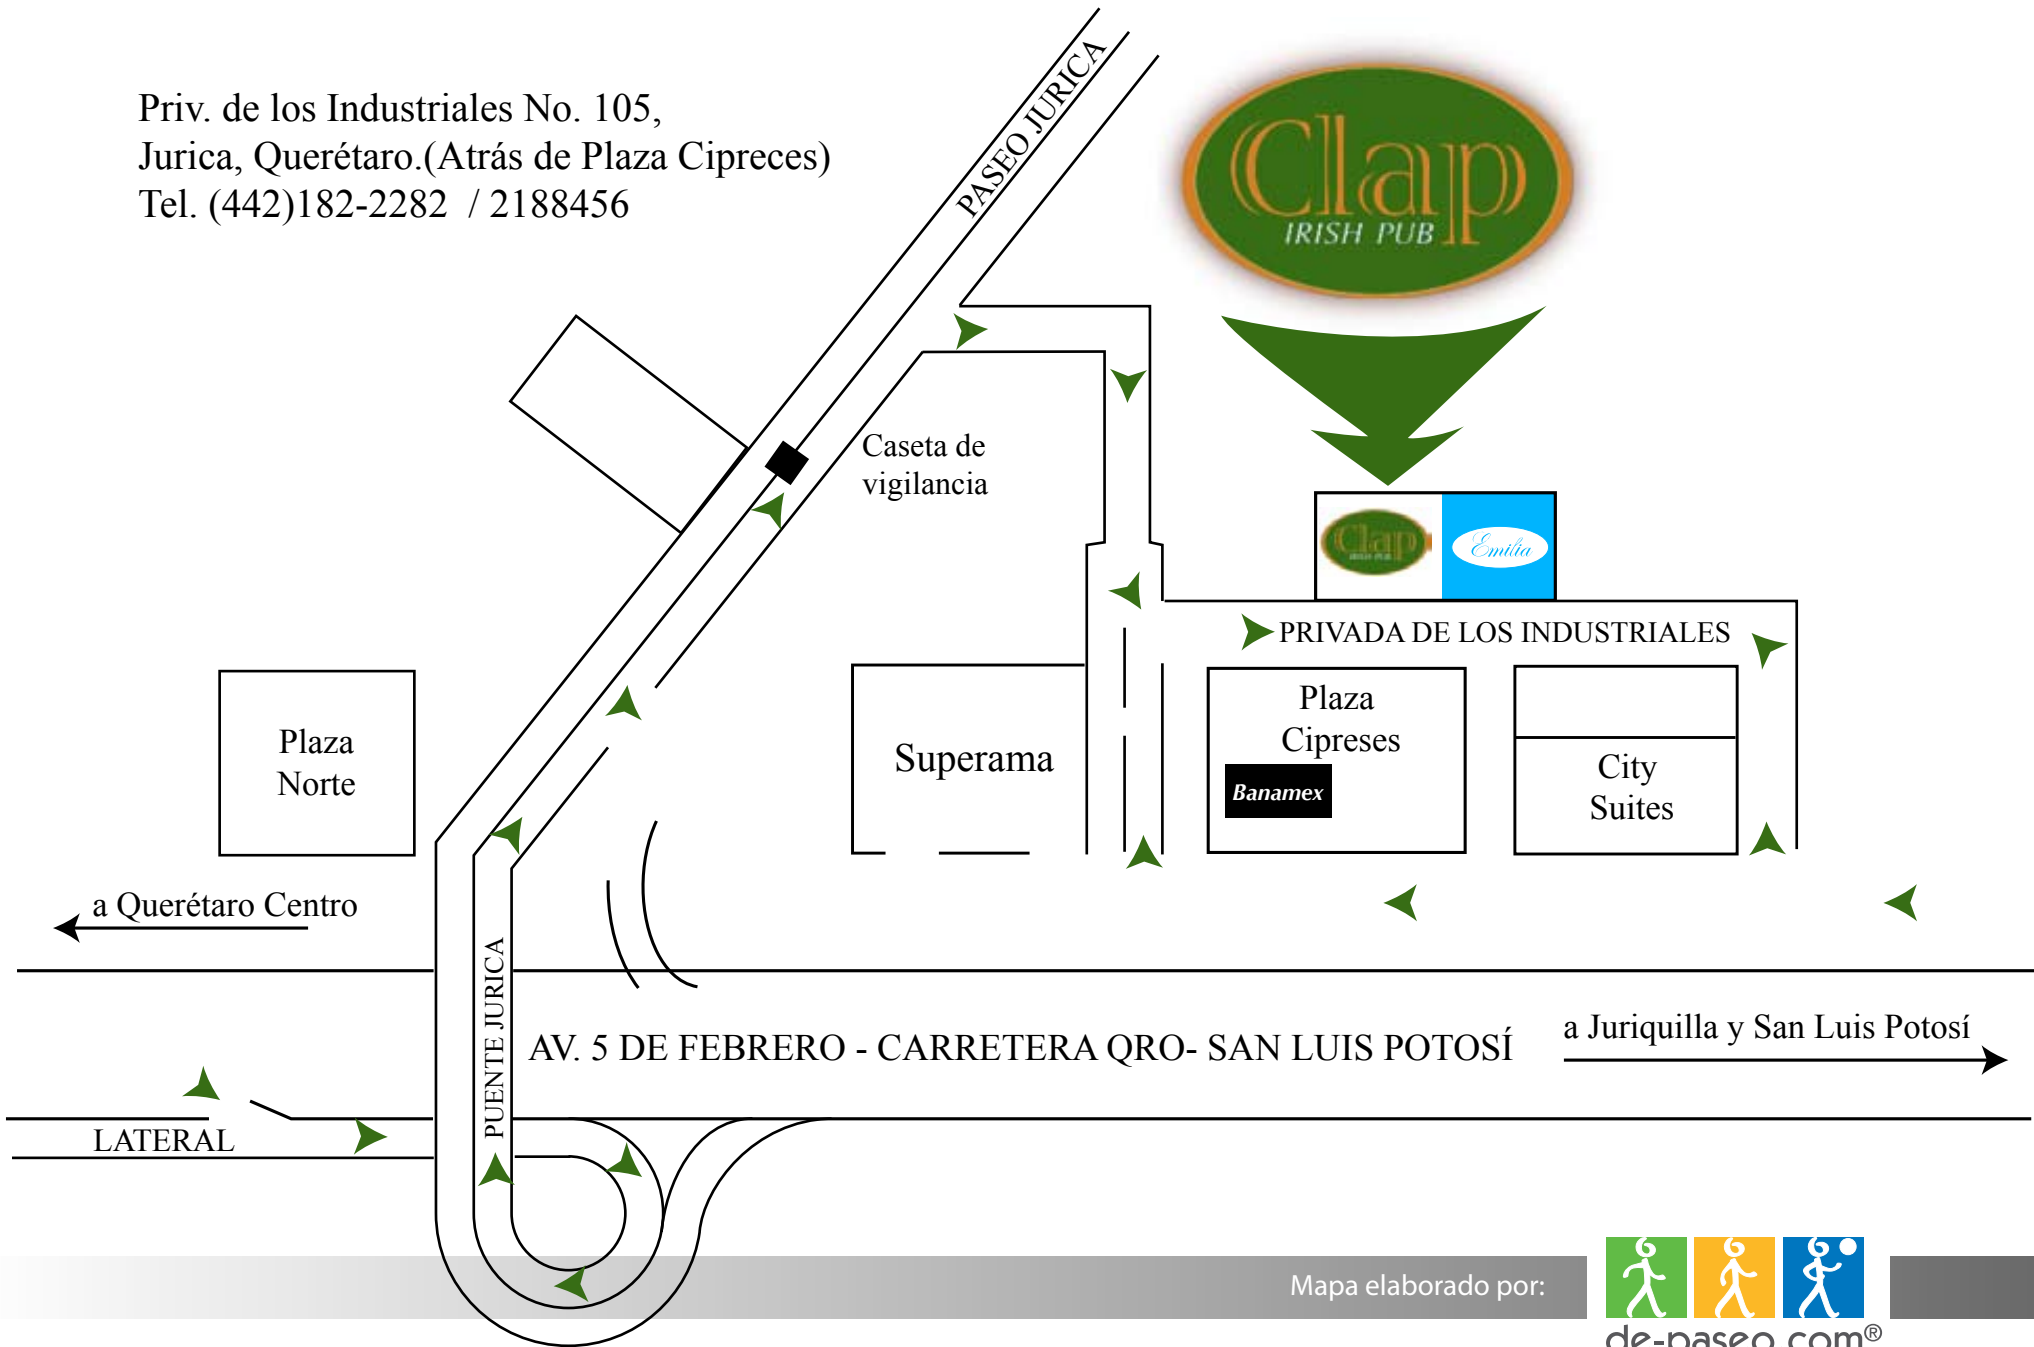 Priv. de los Industriales No. 105,
Jurica, Querétaro.(Atrás de Plaza Cipreces)
Tel. (442)182-2282 / 2188456
PASEO JURICA
Clap
IRISH PUB
Caseta de
vigilancia
Clap
IRISH PUB
Emilia
PRIVADA DE LOS INDUSTRIALES
Plaza
Norte
Superama
Plaza
Cipreses
Banamex
City
Suites
a Querétaro Centro
PUENTE JURICA
AV. 5 DE FEBRERO - CARRETERA QRO- SAN LUIS POTOSÍ
a Juriquilla y San Luis Potosí
LATERAL
Mapa elaborado por:
de-paseo.com®